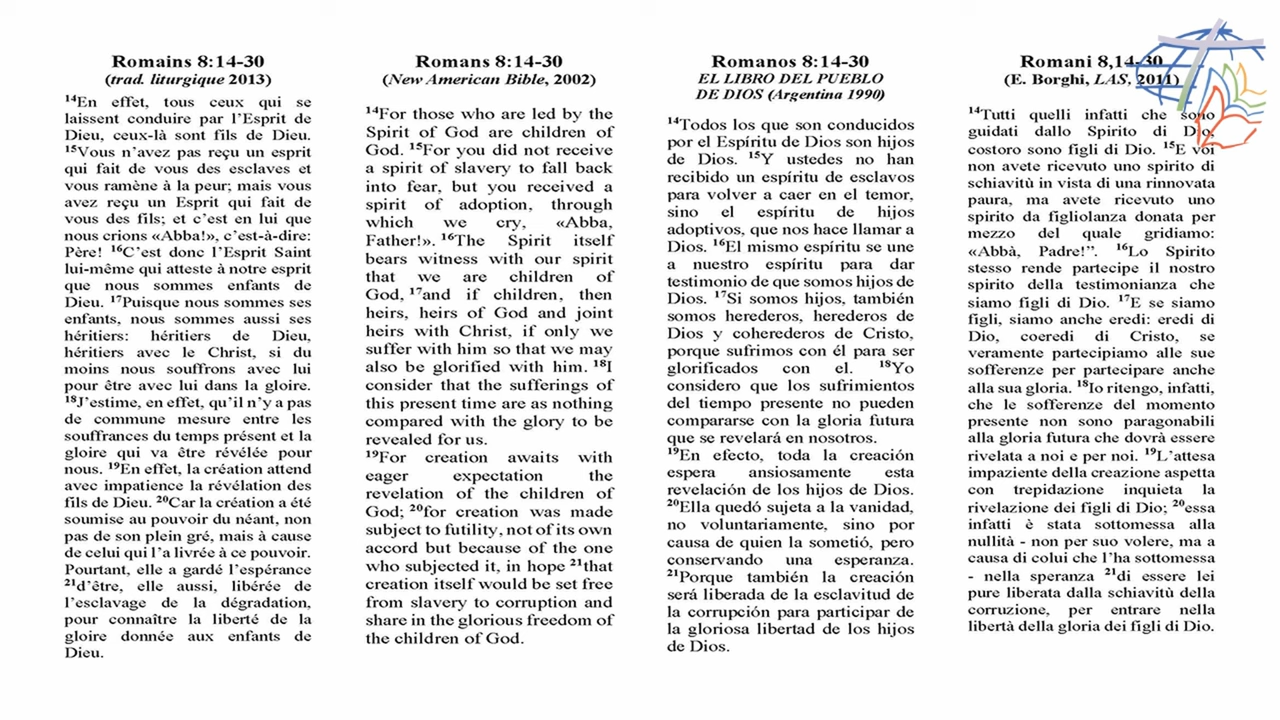 Romains 8:14-30
(trad. liturgique 2013)
¹⁴En effet, tous ceux qui se
laissent conduire par l'Esprit de
Dieu, ceux-là sont fils de Dieu.
¹⁵Vous n'avez pas reçu un esprit
qui fait de vous des esclaves et
vous ramène à la peur; mais vous
avez reçu un Esprit qui fait de
vous des fils; et c'est en lui que
nous crions «Abba!», c'est-à-dire:
Père! ¹⁶C'est donc l'Esprit Saint
lui-même qui atteste à notre esprit
que nous sommes enfants de
Dieu. ¹⁷Puisque nous sommes ses
enfants, nous sommes aussi ses
héritiers: héritiers de Dieu,
héritiers avec le Christ, si du
moins nous souffrons avec lui
pour être avec lui dans la gloire.
¹⁸J'estime, en effet, qu'il n'y a pas
de commune mesure entre les
souffrances du temps présent et la
gloire qui va être révélée pour
nous. ¹⁹En effet, la création attend
avec impatience la révélation des
fils de Dieu. ²⁰Car la création a été
soumise au pouvoir du néant, non
pas de son plein gré, mais à cause
de celui qui l'a livrée à ce pouvoir.
Pourtant, elle a gardé l'espérance
²¹d'être, elle aussi, libérée de
l'esclavage de la dégradation,
pour connaître la liberté de la
gloire donnée aux enfants de
Dieu.
Romans 8:14-30
(New American Bible, 2002)
¹⁴For those who are led by the
Spirit of God are children of
God. ¹⁵For you did not receive
a spirit of slavery to fall back
into fear, but you received a
spirit of adoption, through
which we cry, «Abba,
Father!». ¹⁶The Spirit itself
bears witness with our spirit
that we are children of
God, ¹⁷and if children, then
heirs, heirs of God and joint
heirs with Christ, if only we
suffer with him so that we may
also be glorified with him. ¹⁸I
consider that the sufferings of
this present time are as nothing
compared with the glory to be
revealed for us.
¹⁹For creation awaits with
eager expectation the
revelation of the children of
God; ²⁰for creation was made
subject to futility, not of its own
accord but because of the one
who subjected it, in hope ²¹that
creation itself would be set free
from slavery to corruption and
share in the glorious freedom of
the children of God.
Romanos 8:14-30
EL LIBRO DEL PUEBLO
DE DIOS (Argentina 1990)
¹⁴Todos los que son conducidos
por el Espíritu de Dios son hijos
de Dios. ¹⁵Y ustedes no han
recibido un espíritu de esclavos
para volver a caer en el temor,
sino el espíritu de hijos
adoptivos, que nos hace llamar a
Dios. ¹⁶El mismo espíritu se une
a nuestro espíritu para dar
testimonio de que somos hijos de
Dios. ¹⁷Si somos hijos, también
somos herederos, herederos de
Dios y coherederos de Cristo,
porque sufrimos con él para ser
glorificados con el. ¹⁸Yo
considero que los sufrimientos
del tiempo presente no pueden
compararse con la gloria futura
que se revelará en nosotros.
¹⁹En efecto, toda la creación
espera ansiosamente esta
revelación de los hijos de Dios.
²⁰Ella quedó sujeta a la vanidad,
no voluntariamente, sino por
causa de quien la sometió, pero
conservando una esperanza.
²¹Porque también la creación
será liberada de la esclavitud de
la corrupción para participar de
la gloriosa libertad de los hijos
de Dios.
Romani 8,14-30
(E. Borghi, LAS, 2011)
¹⁴Tutti quelli infatti che sono
guidati dallo Spirito di Dio,
costoro sono figli di Dio. ¹⁵E voi
non avete ricevuto uno spirito di
schiavitù in vista di una rinnovata
paura, ma avete ricevuto uno
spirito da figliolanza donata per
mezzo del quale gridiamo:
«Abbà, Padre!”. ¹⁶Lo Spirito
stesso rende partecipe il nostro
spirito della testimonianza che
siamo figli di Dio. ¹⁷E se siamo
figli, siamo anche eredi: eredi di
Dio, coeredi di Cristo, se
veramente partecipiamo alle sue
sofferenze per partecipare anche
alla sua gloria. ¹⁸Io ritengo, infatti,
che le sofferenze del momento
presente non sono paragonabili
alla gloria futura che dovrà essere
rivelata a noi e per noi. ¹⁹L'attesa
impaziente della creazione aspetta
con trepidazione inquieta la
rivelazione dei figli di Dio; ²⁰essa
infatti è stata sottomessa alla
nullità - non per suo volere, ma a
causa di colui che l'ha sottomessa
- nella speranza ²¹di essere lei
pure liberata dalla schiavitù della
corruzione, per entrare nella
libertà della gloria dei figli di Dio.